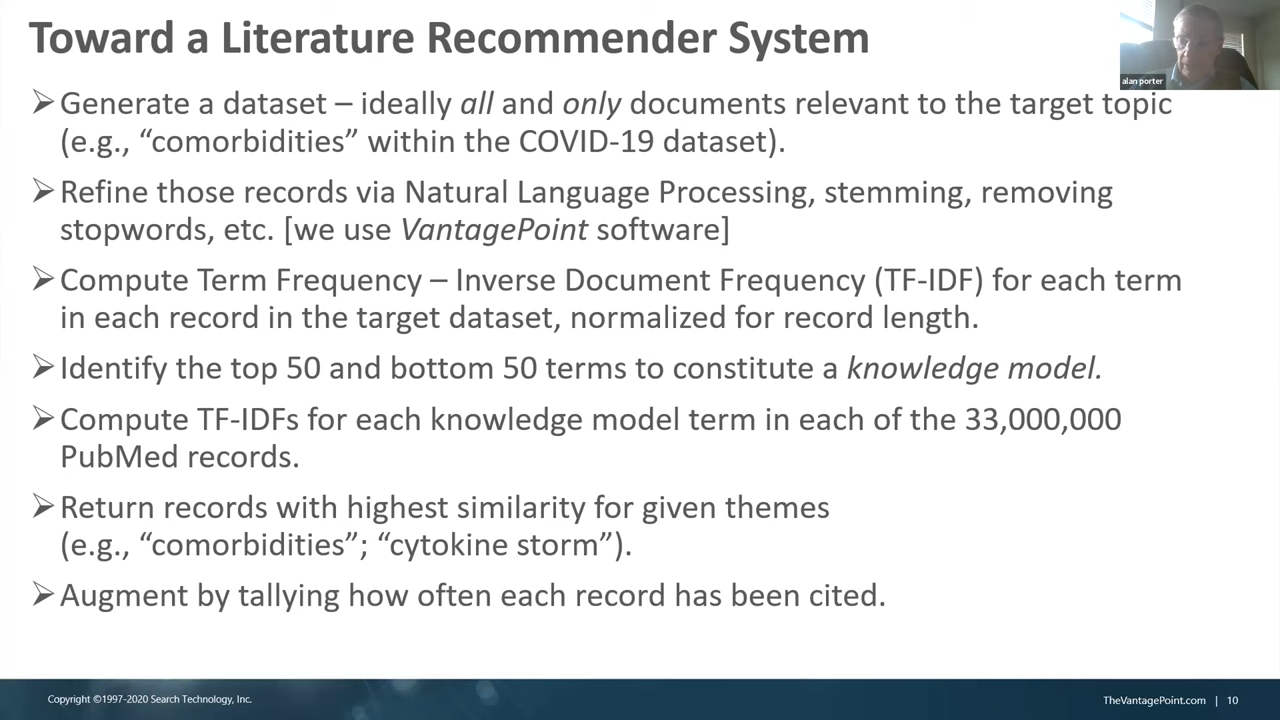 Toward a Literature Recommender System
alan porter
➢Generate a dataset – ideally all and only documents relevant to the target topic
(e.g., “comorbidities” within the COVID-19 dataset).
➢Refine those records via Natural Language Processing, stemming, removing
stopwords, etc. [we use VantagePoint software]
➢Compute Term Frequency – Inverse Document Frequency (TF-IDF) for each term
in each record in the target dataset, normalized for record length.
➢Identify the top 50 and bottom 50 terms to constitute a knowledge model.
➢Compute TF-IDFs for each knowledge model term in each of the 33,000,000
PubMed records.
➢Return records with highest similarity for given themes
(e.g., “comorbidities”; “cytokine storm”).
➢Augment by tallying how often each record has been cited.
Copyright ©1997-2020 Search Technology, Inc.
TheVantagePoint.com | 10